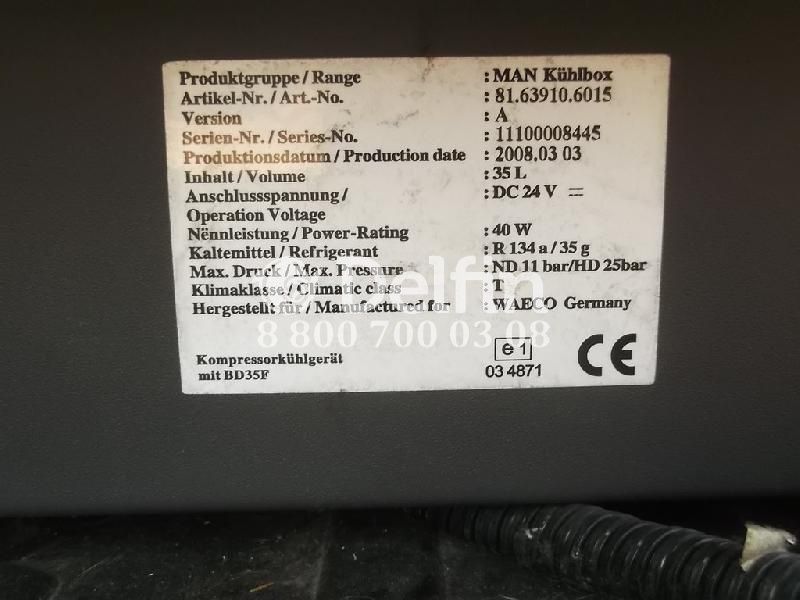 Produktgruppe / Range : MAN Kühlbox
Artikel-Nr. / Art.-No. : 81.63910.6015
Version : A
Serien-Nr. / Series-No. : 11100008445
Produktionsdatum / Production date : 2008,03 03
Inhalt / Volume : 35 L
Anschlussspannung / : DC 24 V ⎓
Operation Voltage
Nënnleistung / Power-Rating : 40 W
Kaltemittel / Refrigerant : R 134 a / 35 g
Max. Druck / Max. Pressure : ND 11 bar/HD 25bar
Klimaklasse / Climatic class : T
Delfin
Hergestellt für / Manufactured for : WAECO Germany
8 800 700 03 08
Kompressorkühlgerät
mit BD35F
e 1
03 4871
CE